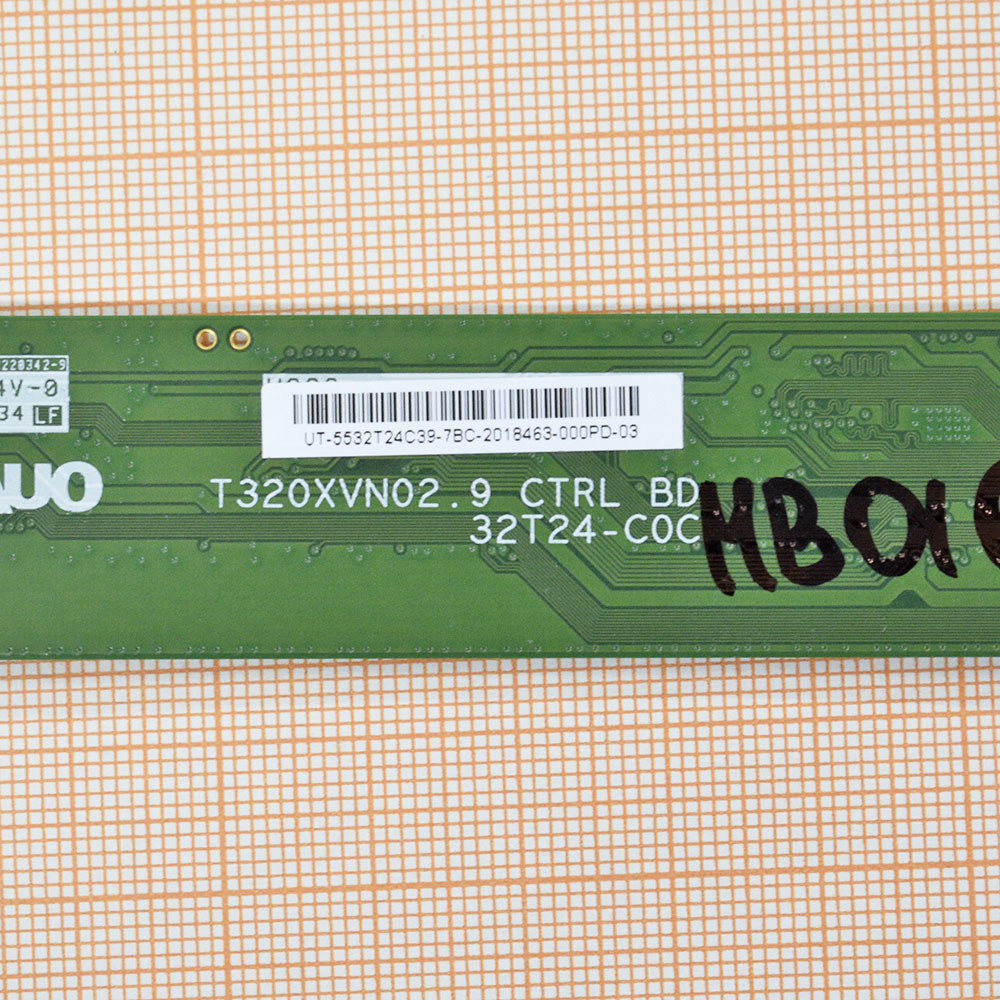 220342-9
4V-0
34 LF
UT-5532T24C39-7BC-2018463-000PD-03
AUO
T320XVN02.9 CTRL BD
32T24-C0C
MB01